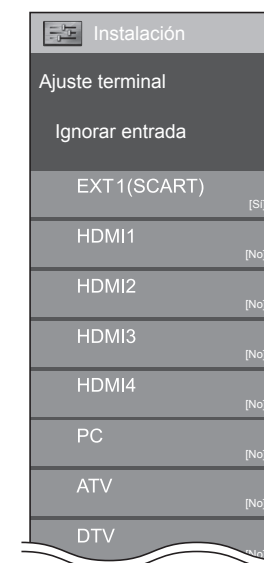 Instalación
Ajuste terminal
Ignorar entrada
EXT1(SCART)
[Sí]
HDMI1
[No]
HDMI2
[No]
HDMI3
[No]
HDMI4
[No]
PC
[No]
ATV
[No]
DTV
[No]